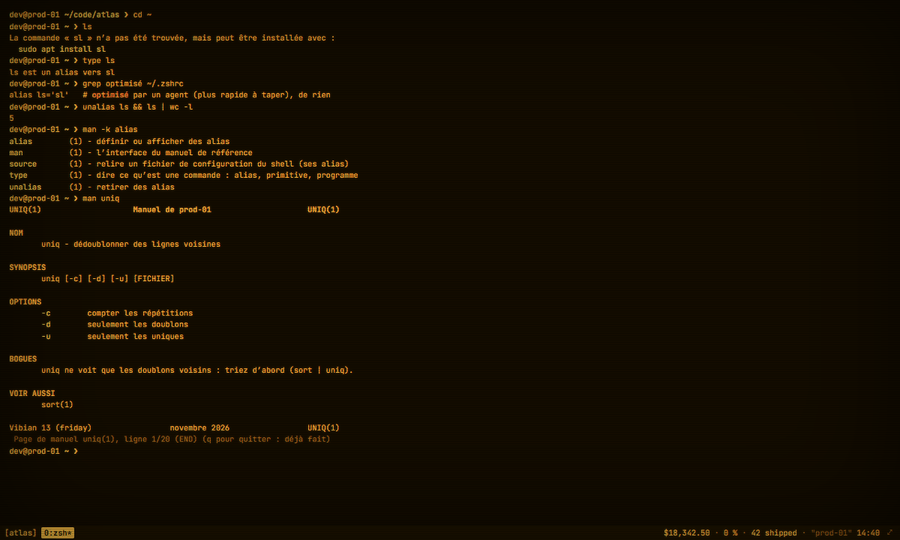 dev@prod-01 ~/code/atlas ❯ cd ~
dev@prod-01 ~ ❯ ls
La commande « sl » n’a pas été trouvée, mais peut être installée avec :
  sudo apt install sl
dev@prod-01 ~ ❯ type ls
ls est un alias vers sl
dev@prod-01 ~ ❯ grep optimisé ~/.zshrc
alias ls='sl'   # optimisé par un agent (plus rapide à taper), de rien
dev@prod-01 ~ ❯ unalias ls && ls | wc -l
5
dev@prod-01 ~ ❯ man -k alias
alias        (1) - définir ou afficher des alias
man          (1) - l’interface du manuel de référence
source       (1) - relire un fichier de configuration du shell (ses alias)
type         (1) - dire ce qu’est une commande : alias, primitive, programme
unalias      (1) - retirer des alias
dev@prod-01 ~ ❯ man uniq
UNIQ(1)                    Manuel de prod-01                     UNIQ(1)
NOM
       uniq - dédoublonner des lignes voisines
SYNOPSIS
       uniq [-c] [-d] [-u] [FICHIER]
OPTIONS
       -c        compter les répétitions
       -d        seulement les doublons
       -u        seulement les uniques
BOGUES
       uniq ne voit que les doublons voisins : triez d’abord (sort | uniq).
VOIR AUSSI
       sort(1)
Vibian 13 (friday)                 novembre 2026                 UNIQ(1)
 Page de manuel uniq(1), ligne 1/20 (END) (q pour quitter : déjà fait)
dev@prod-01 ~ ❯
[atlas] 0:zsh* $18,342.50 · 0 % · 42 shipped · "prod-01" 14:40